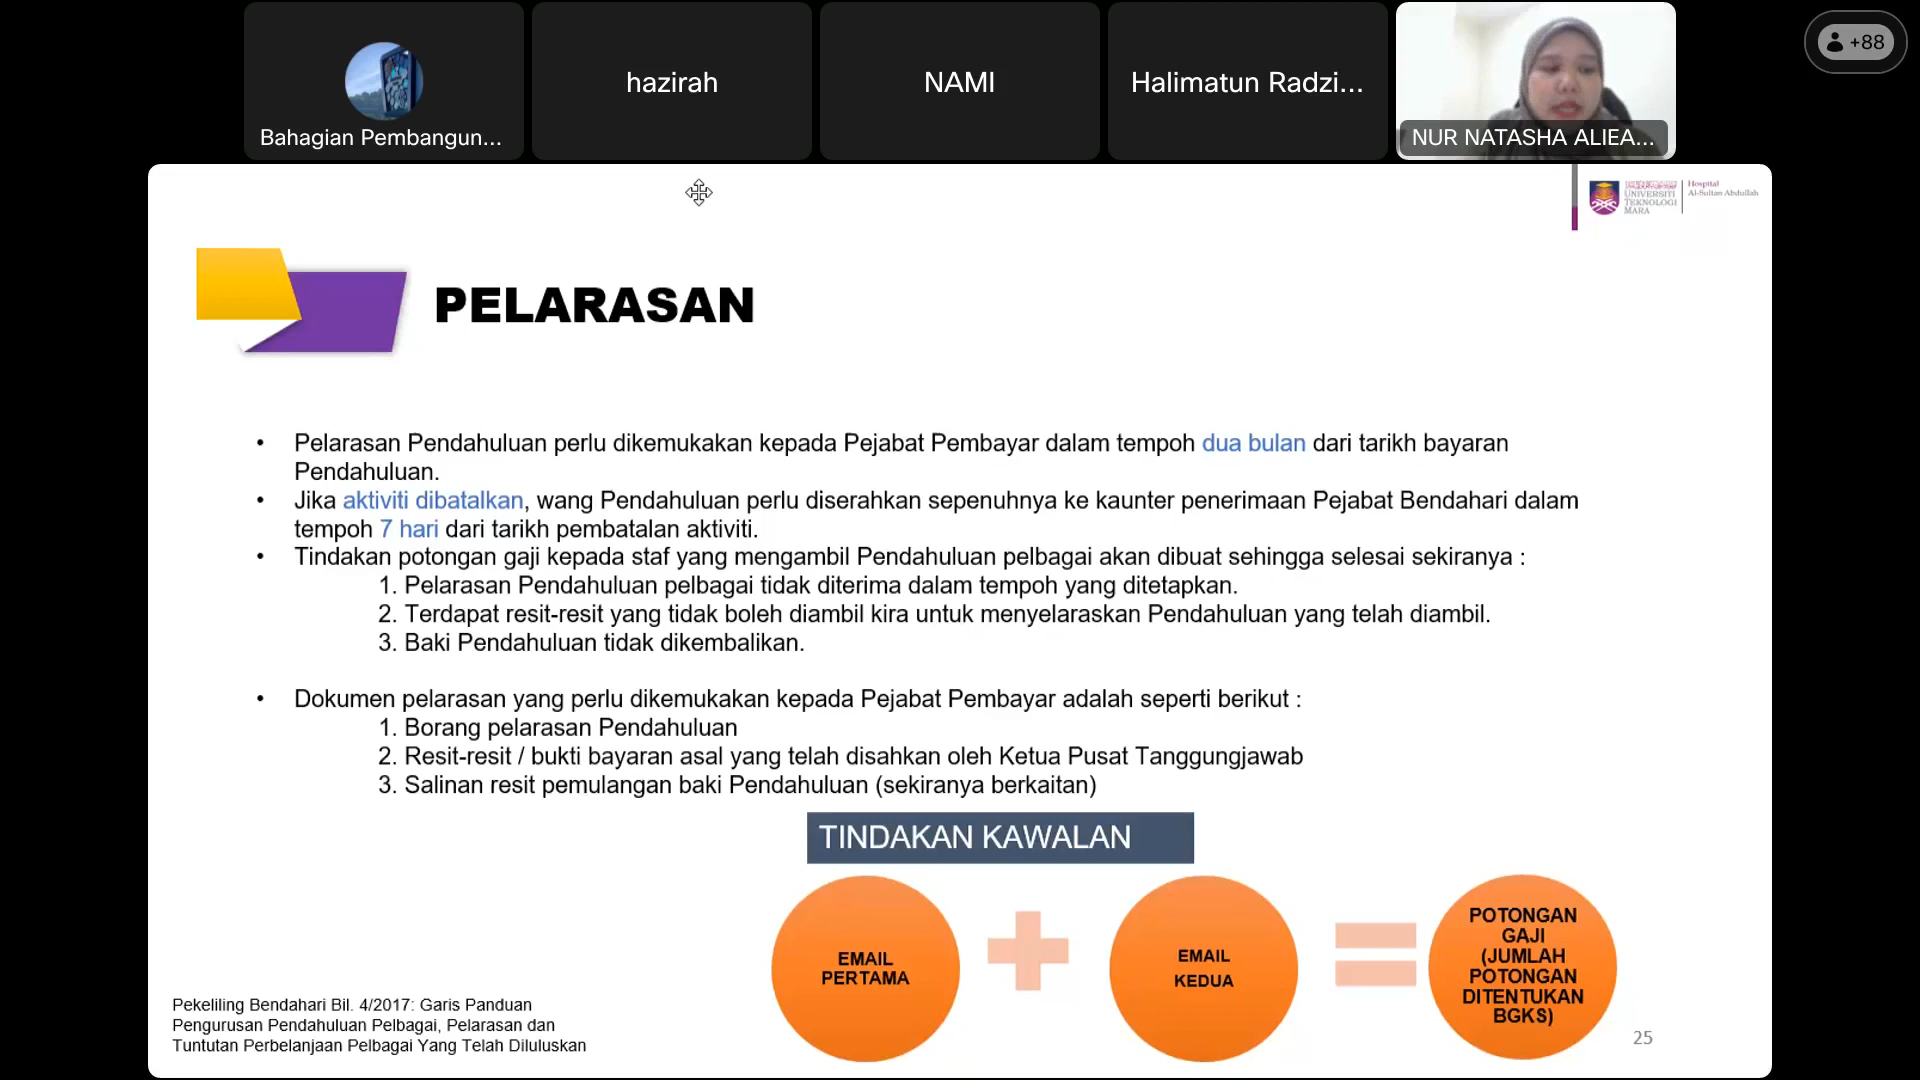 Bahagian Pembangun...
hazirah
NAMI
Halimatun Radzi...
NUR NATASHA ALIEA...
+88
UNIVERSITI
TEKNOLOGI
MARA
Hospital
Al-Sultan Abdullah
PELARASAN
• Pelarasan Pendahuluan perlu dikemukakan kepada Pejabat Pembayar dalam tempoh dua bulan dari tarikh bayaran
Pendahuluan.
• Jika aktiviti dibatalkan, wang Pendahuluan perlu diserahkan sepenuhnya ke kaunter penerimaan Pejabat Bendahari dalam
tempoh 7 hari dari tarikh pembatalan aktiviti.
• Tindakan potongan gaji kepada staf yang mengambil Pendahuluan pelbagai akan dibuat sehingga selesai sekiranya :
1. Pelarasan Pendahuluan pelbagai tidak diterima dalam tempoh yang ditetapkan.
2. Terdapat resit-resit yang tidak boleh diambil kira untuk menyelaraskan Pendahuluan yang telah diambil.
3. Baki Pendahuluan tidak dikembalikan.
• Dokumen pelarasan yang perlu dikemukakan kepada Pejabat Pembayar adalah seperti berikut :
1. Borang pelarasan Pendahuluan
2. Resit-resit / bukti bayaran asal yang telah disahkan oleh Ketua Pusat Tanggungjawab
3. Salinan resit pemulangan baki Pendahuluan (sekiranya berkaitan)
TINDAKAN KAWALAN
EMAIL
PERTAMA
EMAIL
KEDUA
POTONGAN
GAJI
(JUMLAH
POTONGAN
DITENTUKAN
BGKS)
Pekeliling Bendahari Bil. 4/2017: Garis Panduan
Pengurusan Pendahuluan Pelbagai, Pelarasan dan
Tuntutan Perbelanjaan Pelbagai Yang Telah Diluluskan
25